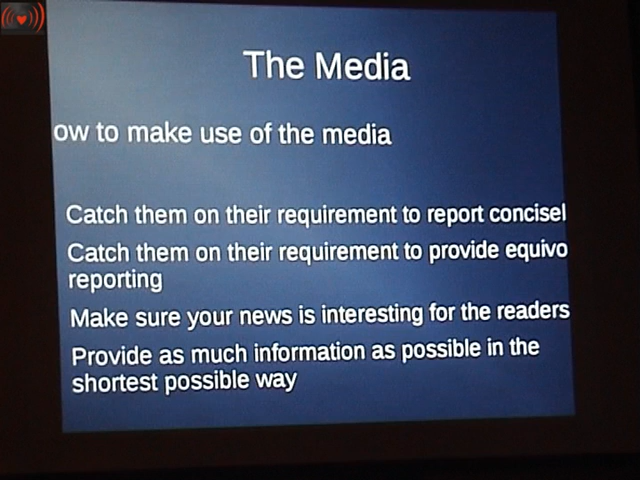 The Media
ow to make use of the media
Catch them on their requirement to report concisel
Catch them on their requirement to provide equivo
reporting
Make sure your news is interesting for the readers
Provide as much information as possible in the
shortest possible way